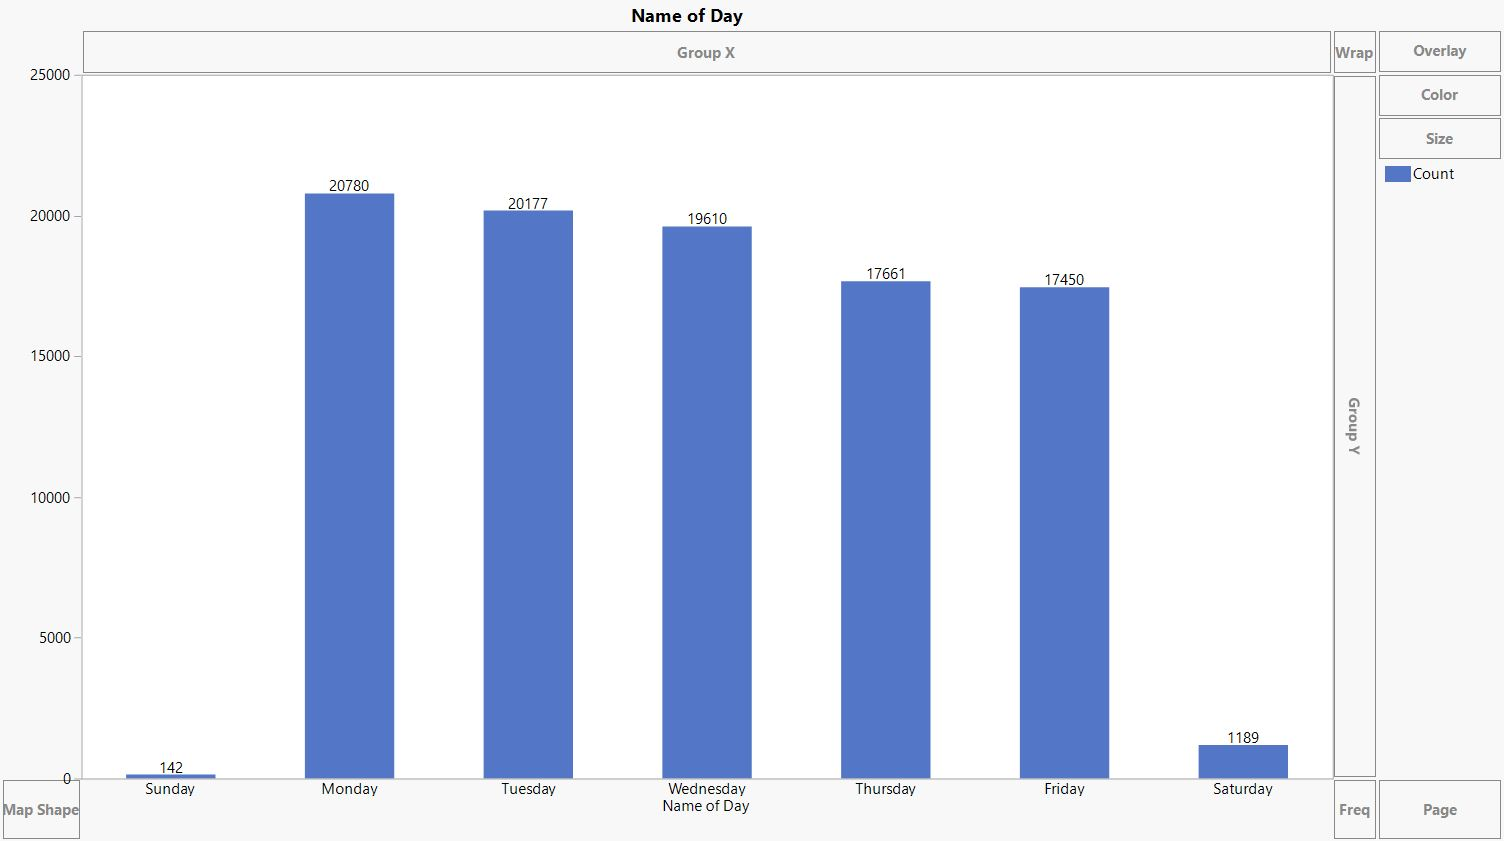 Name of Day
Group X
Wrap
Overlay
Color
Size
Count
Group Y
25000
20000
15000
10000
5000
0
142
20780
20177
19610
17661
17450
1189
Sunday Monday Tuesday Wednesday Thursday Friday Saturday
Name of Day
Map Shape
Freq
Page